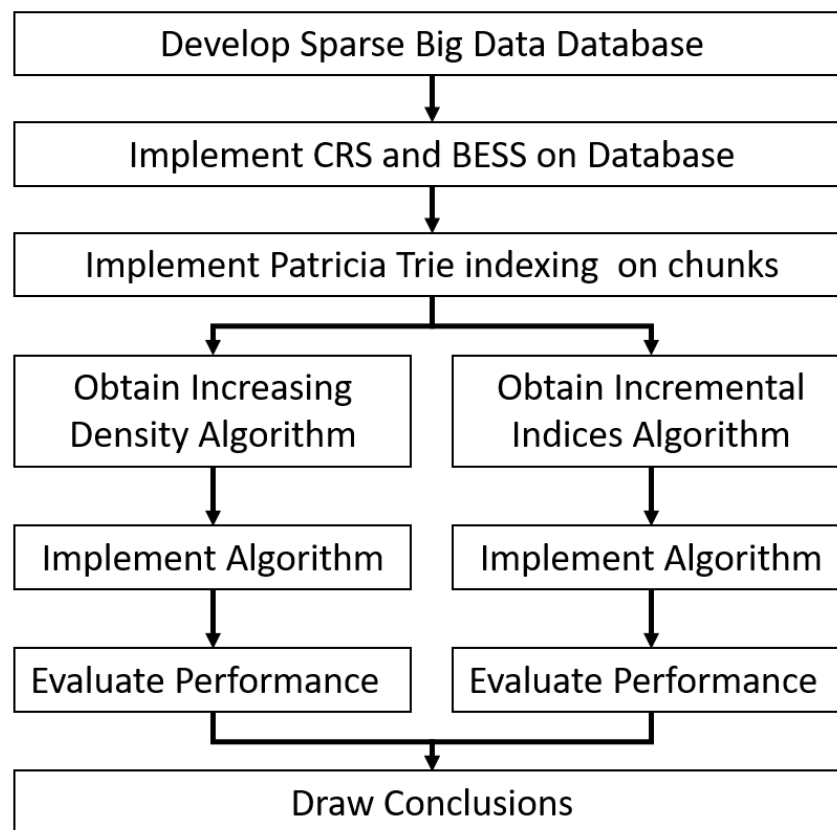 Develop Sparse Big Data Database
Implement CRS and BESS on Database
Implement Patricia Trie indexing on chunks
Obtain Increasing
Density Algorithm
Obtain Incremental
Indices Algorithm
Implement Algorithm
Implement Algorithm
Evaluate Performance
Evaluate Performance
Draw Conclusions